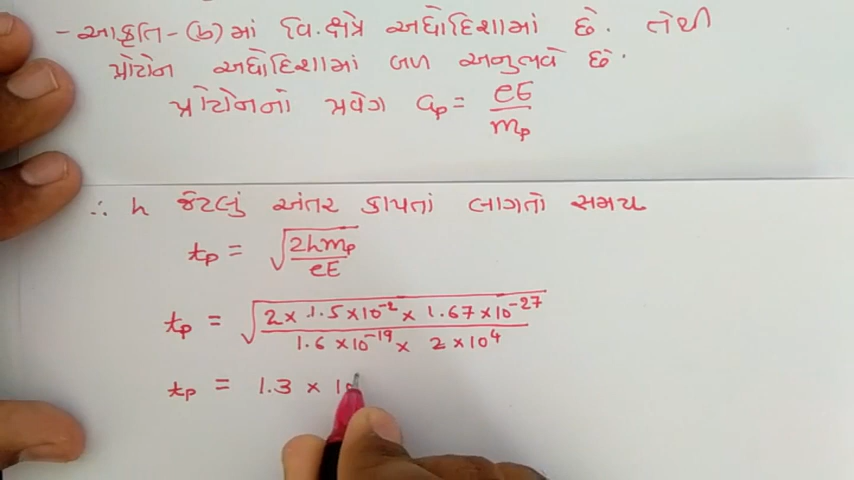 -આકૃતિ-(b)માં વિ.ક્ષેત્ર અધોદિશામાં છે. તેથી
પ્રોટોન અધોદિશામાં બળ અનુભવે છે.
પ્રોટોનનો પ્રવેગ ap = eE/mp
∴ h જેટલું અંતર કાપતાં લાગતો સમય
tp = √(2hmp/eE)
tp = √(2×1.5×10⁻²×1.67×10⁻²⁷/1.6×10⁻¹⁹×2×10⁴)
tp = 1.3 × 10